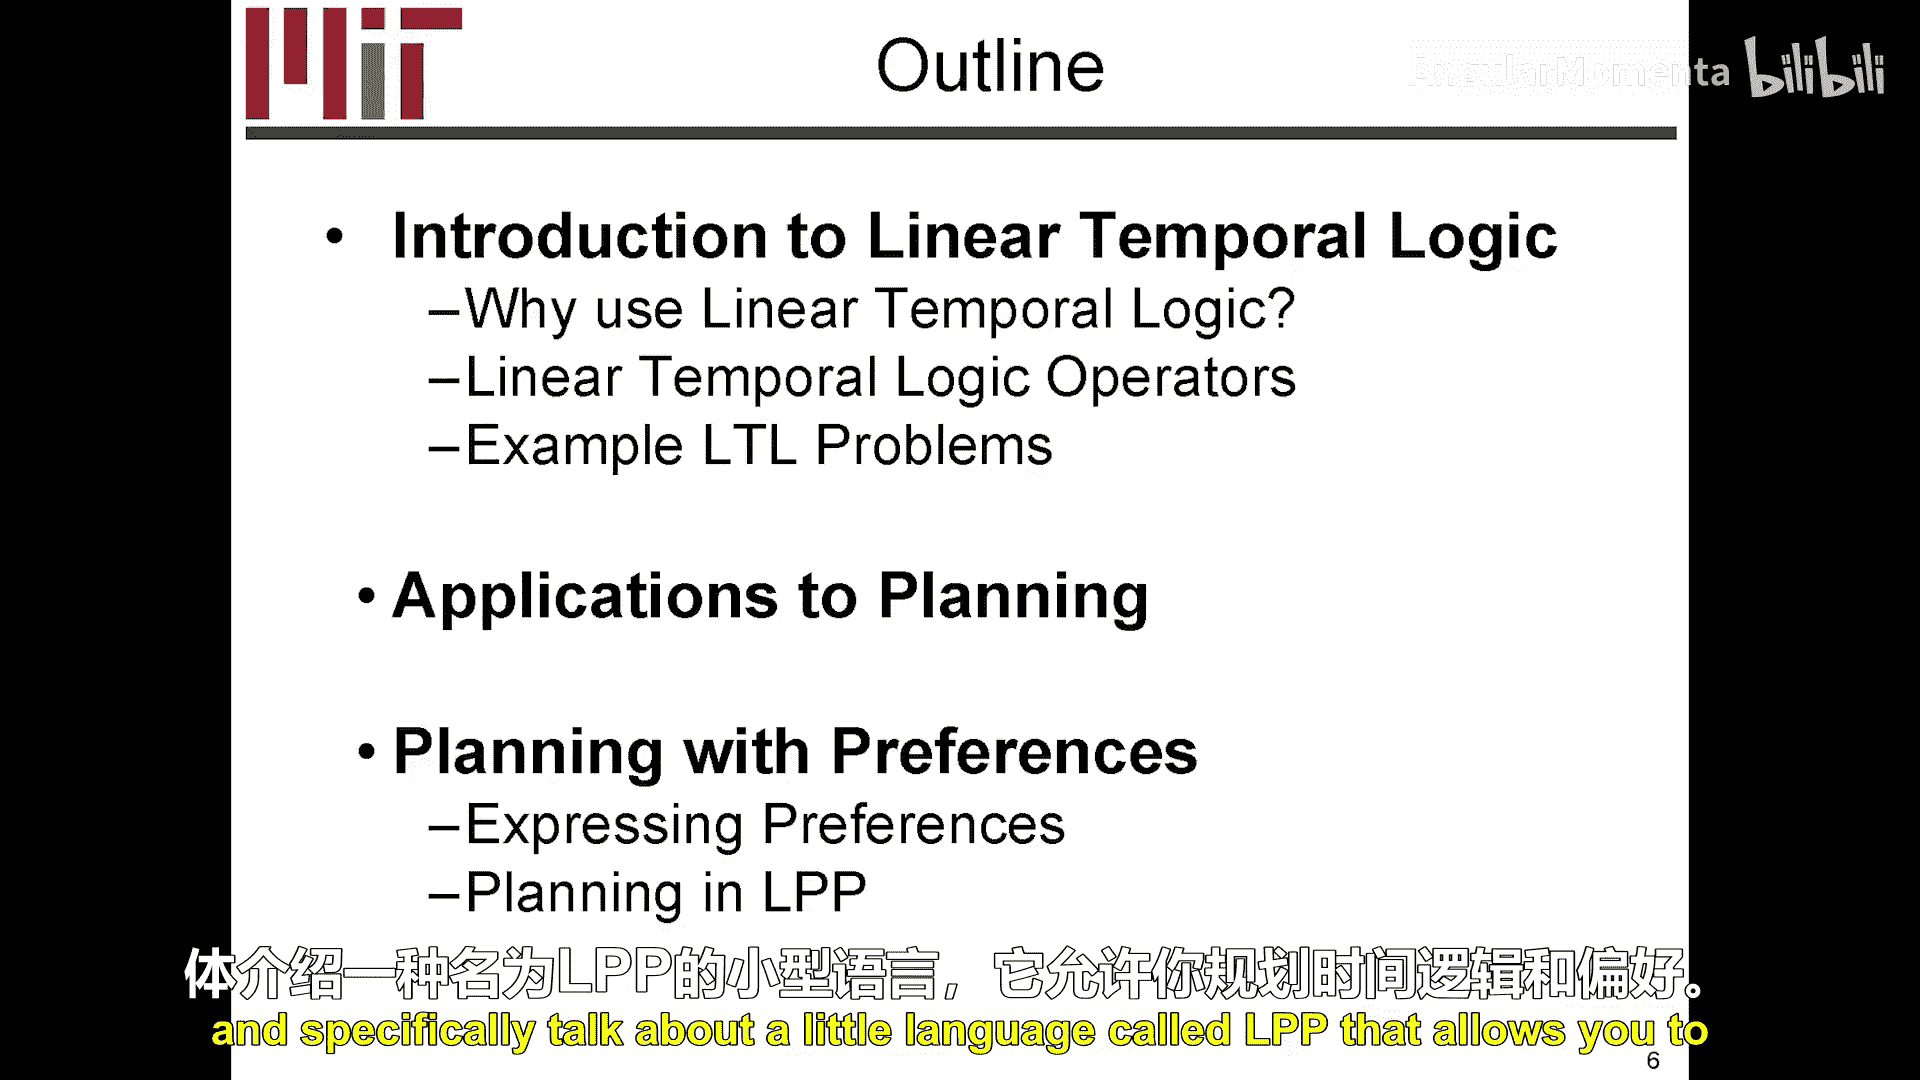 MIT
Outline
bilibili
• Introduction to Linear Temporal Logic
–Why use Linear Temporal Logic?
–Linear Temporal Logic Operators
–Example LTL Problems
• Applications to Planning
• Planning with Preferences
–Expressing Preferences
–Planning in LPP
体介绍一种名为LPP的小型语言，它允许你规划时间逻辑和偏好。
and specifically talk about a little language called LPP that allows you to
6